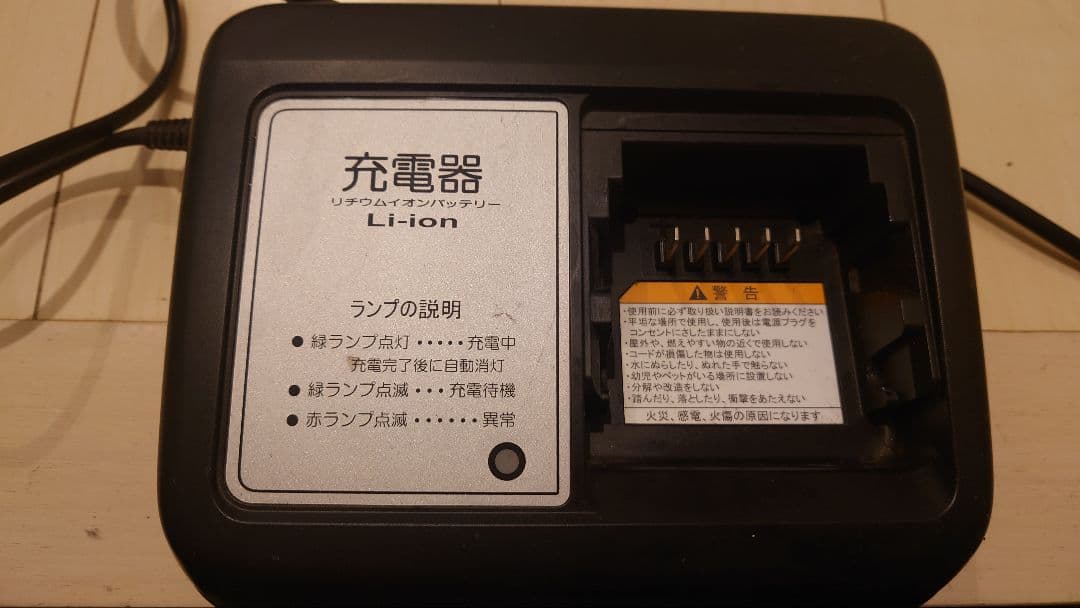 充電器
リチウムイオンバッテリー
Li-ion
ランプの説明
● 緑ランプ点灯・・・・・充電中
充電完了後に自動消灯
● 緑ランプ点滅・・・充電待機
● 赤ランプ点滅・・・・・・異常
警告
・使用前に必ず取り扱い説明書をお読みください
・平坦な場所で使用し、使用後は電源プラグを
コンセントにさしたままにしない
・屋外や、燃えやすい物の近くで使用しない
・コードが損傷した物は使用しない
・水にぬらしたり、ぬれた手で触らない
・幼児やペットがいる場所に設置しない
・分解や改造をしない
・踏んだり、落としたり、衝撃をあたえない
火災、感電、火傷の原因になります